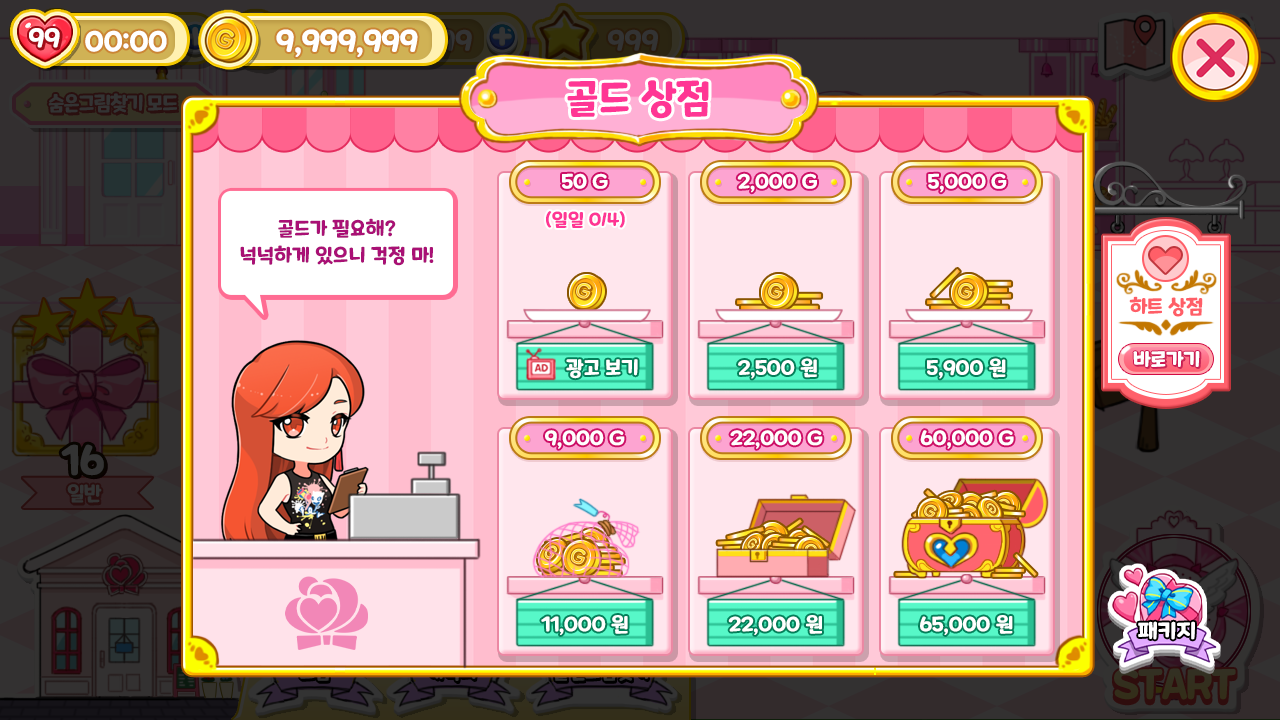 99
00:00
9,999,999
99
999
숨은그림찾기 모드
골드 상점
골드가 필요해?
넉넉하게 있으니 걱정 마!
50 G
(일일 0/4)
AD 광고 보기
2,000 G
2,500 원
5,000 G
5,900 원
9,000 G
11,000 원
22,000 G
22,000 원
60,000 G
65,000 원
하트 상점
바로가기
16
일반
패키지
START